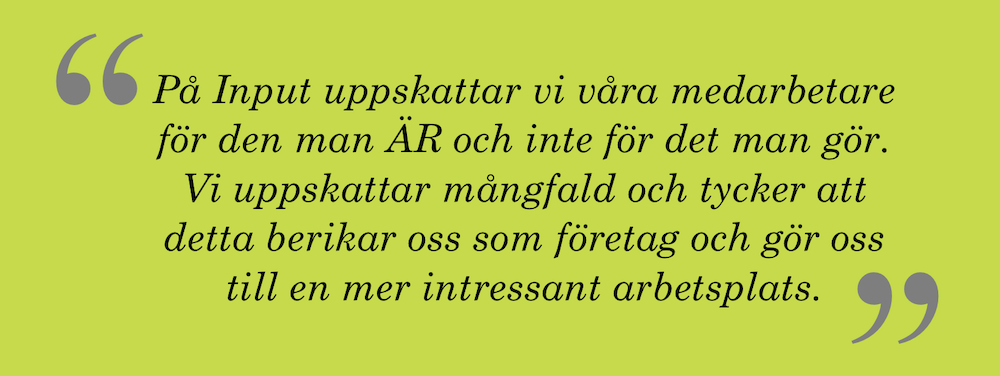 “På Input uppskattar vi våra medarbetare
för den man ÄR och inte för det man gör.
Vi uppskattar mångfald och tycker att
detta berikar oss som företag och gör oss
till en mer intressant arbetsplats.”